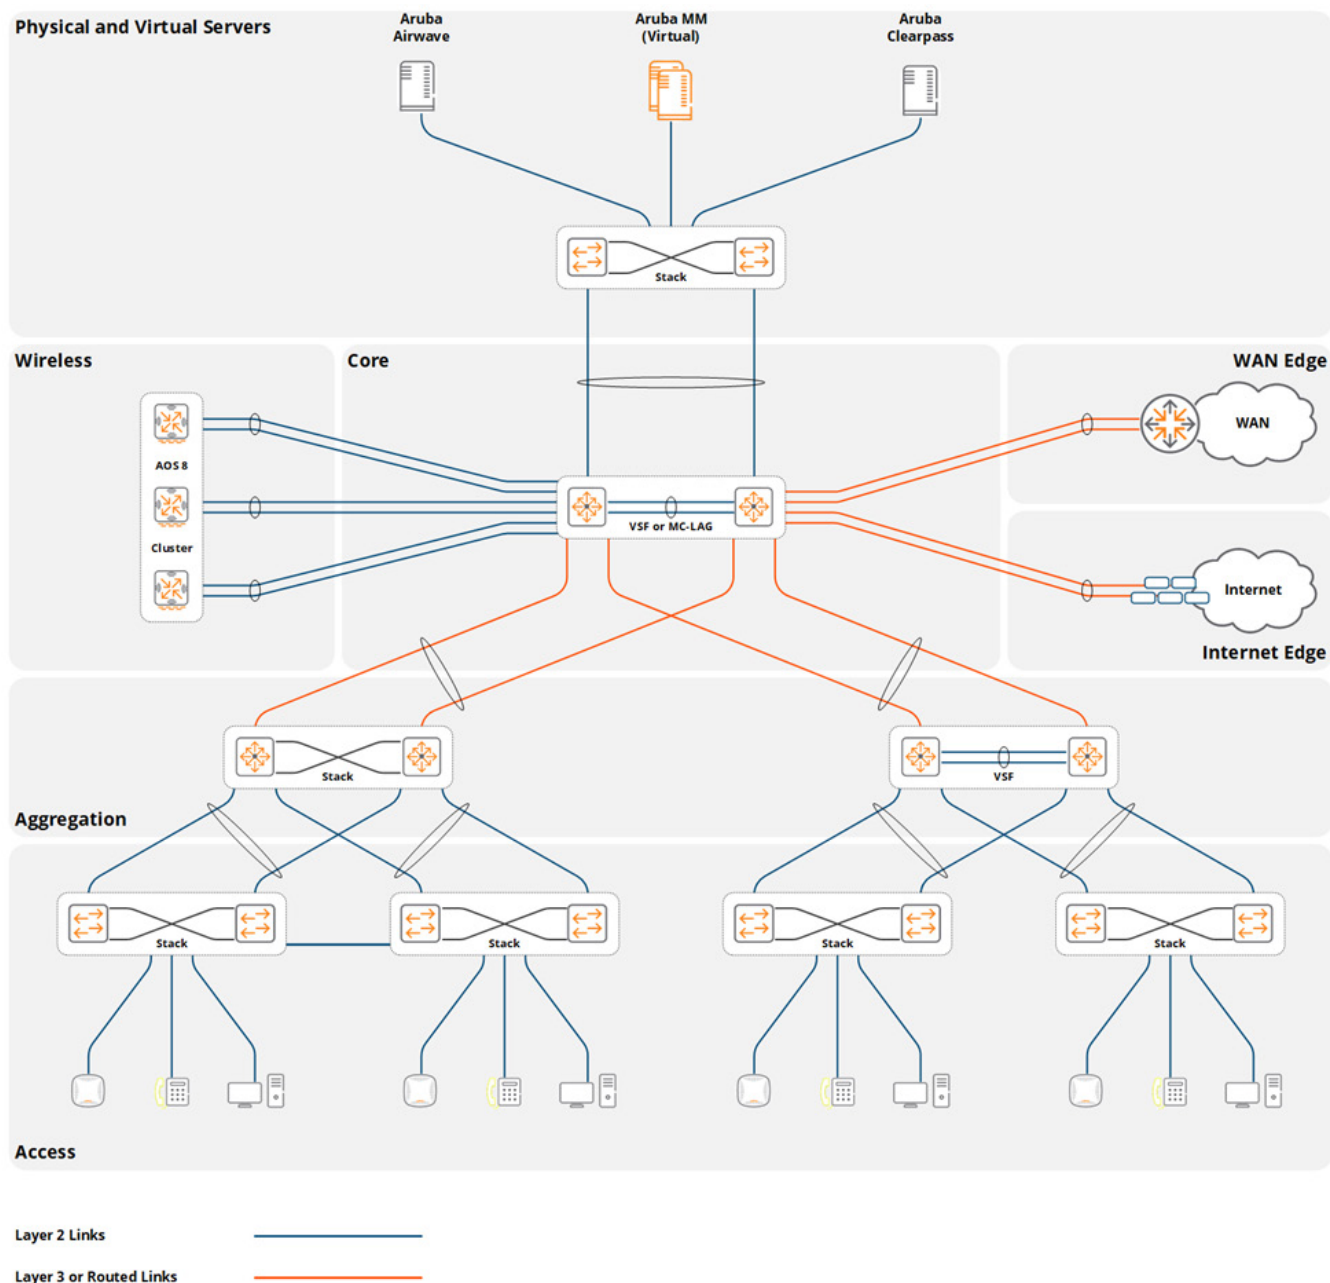 Physical and Virtual Servers
Aruba
Airwave
Aruba MM
(Virtual)
Aruba
Clearpass
Stack
Wireless
Core
WAN Edge
WAN
AOS 8
VSF or MC-LAG
Cluster
Internet
Internet Edge
Stack
VSF
Aggregation
Stack
Stack
Stack
Stack
Access
Layer 2 Links
Layer 3 or Routed Links